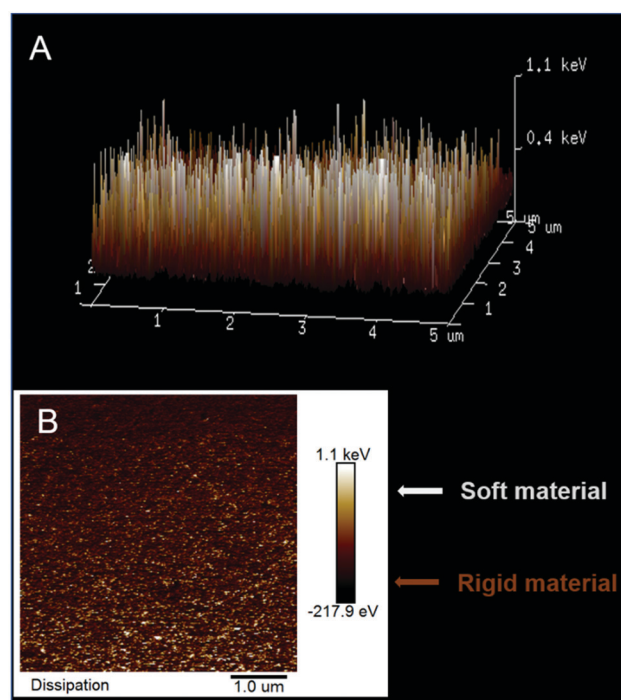 A
1.1 keV
0.4 keV
5 um
5 um
4
3
2
1
2
1
1
2
3
4
5 um
B
1.1 keV
Soft material
Rigid material
-217.9 eV
Dissipation
1.0 um